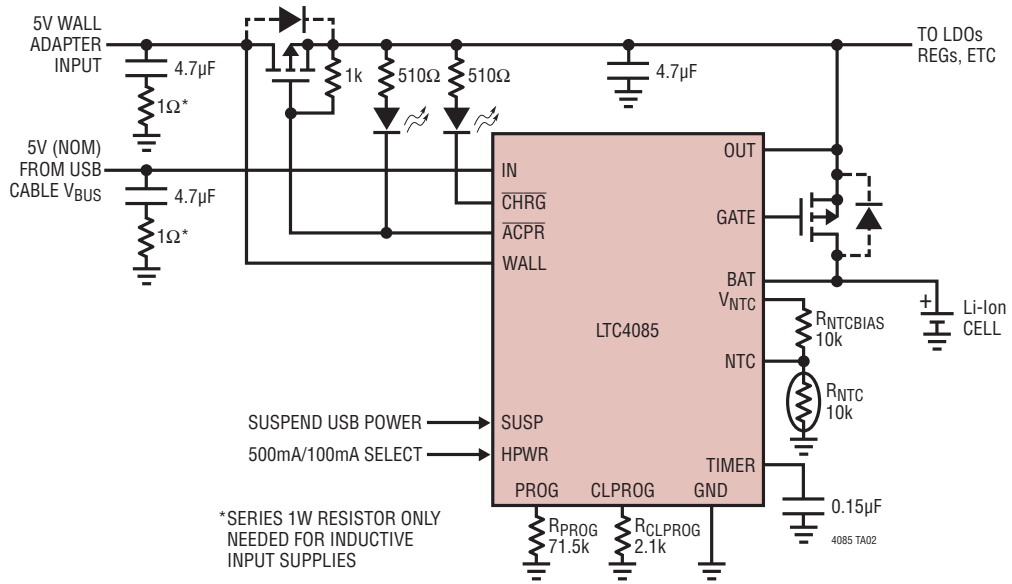 5V WALL
ADAPTER
INPUT
4.7µF
1Ω*
1k
510Ω
510Ω
4.7µF
TO LDOs
REGs, ETC
5V (NOM)
FROM USB
CABLE VBUS
4.7µF
1Ω*
IN
CHRG
ACPR
WALL
OUT
GATE
BAT
VNTC
LTC4085
NTC
RNTCBIAS
10k
RNTC
10k
+
Li-Ion
CELL
SUSPEND USB POWER
SUSP
500mA/100mA SELECT
HPWR
TIMER
PROG
CLPROG
GND
0.15µF
RPROG
71.5k
RCLPROG
2.1k
*SERIES 1W RESISTOR ONLY
NEEDED FOR INDUCTIVE
INPUT SUPPLIES
4085 TA02